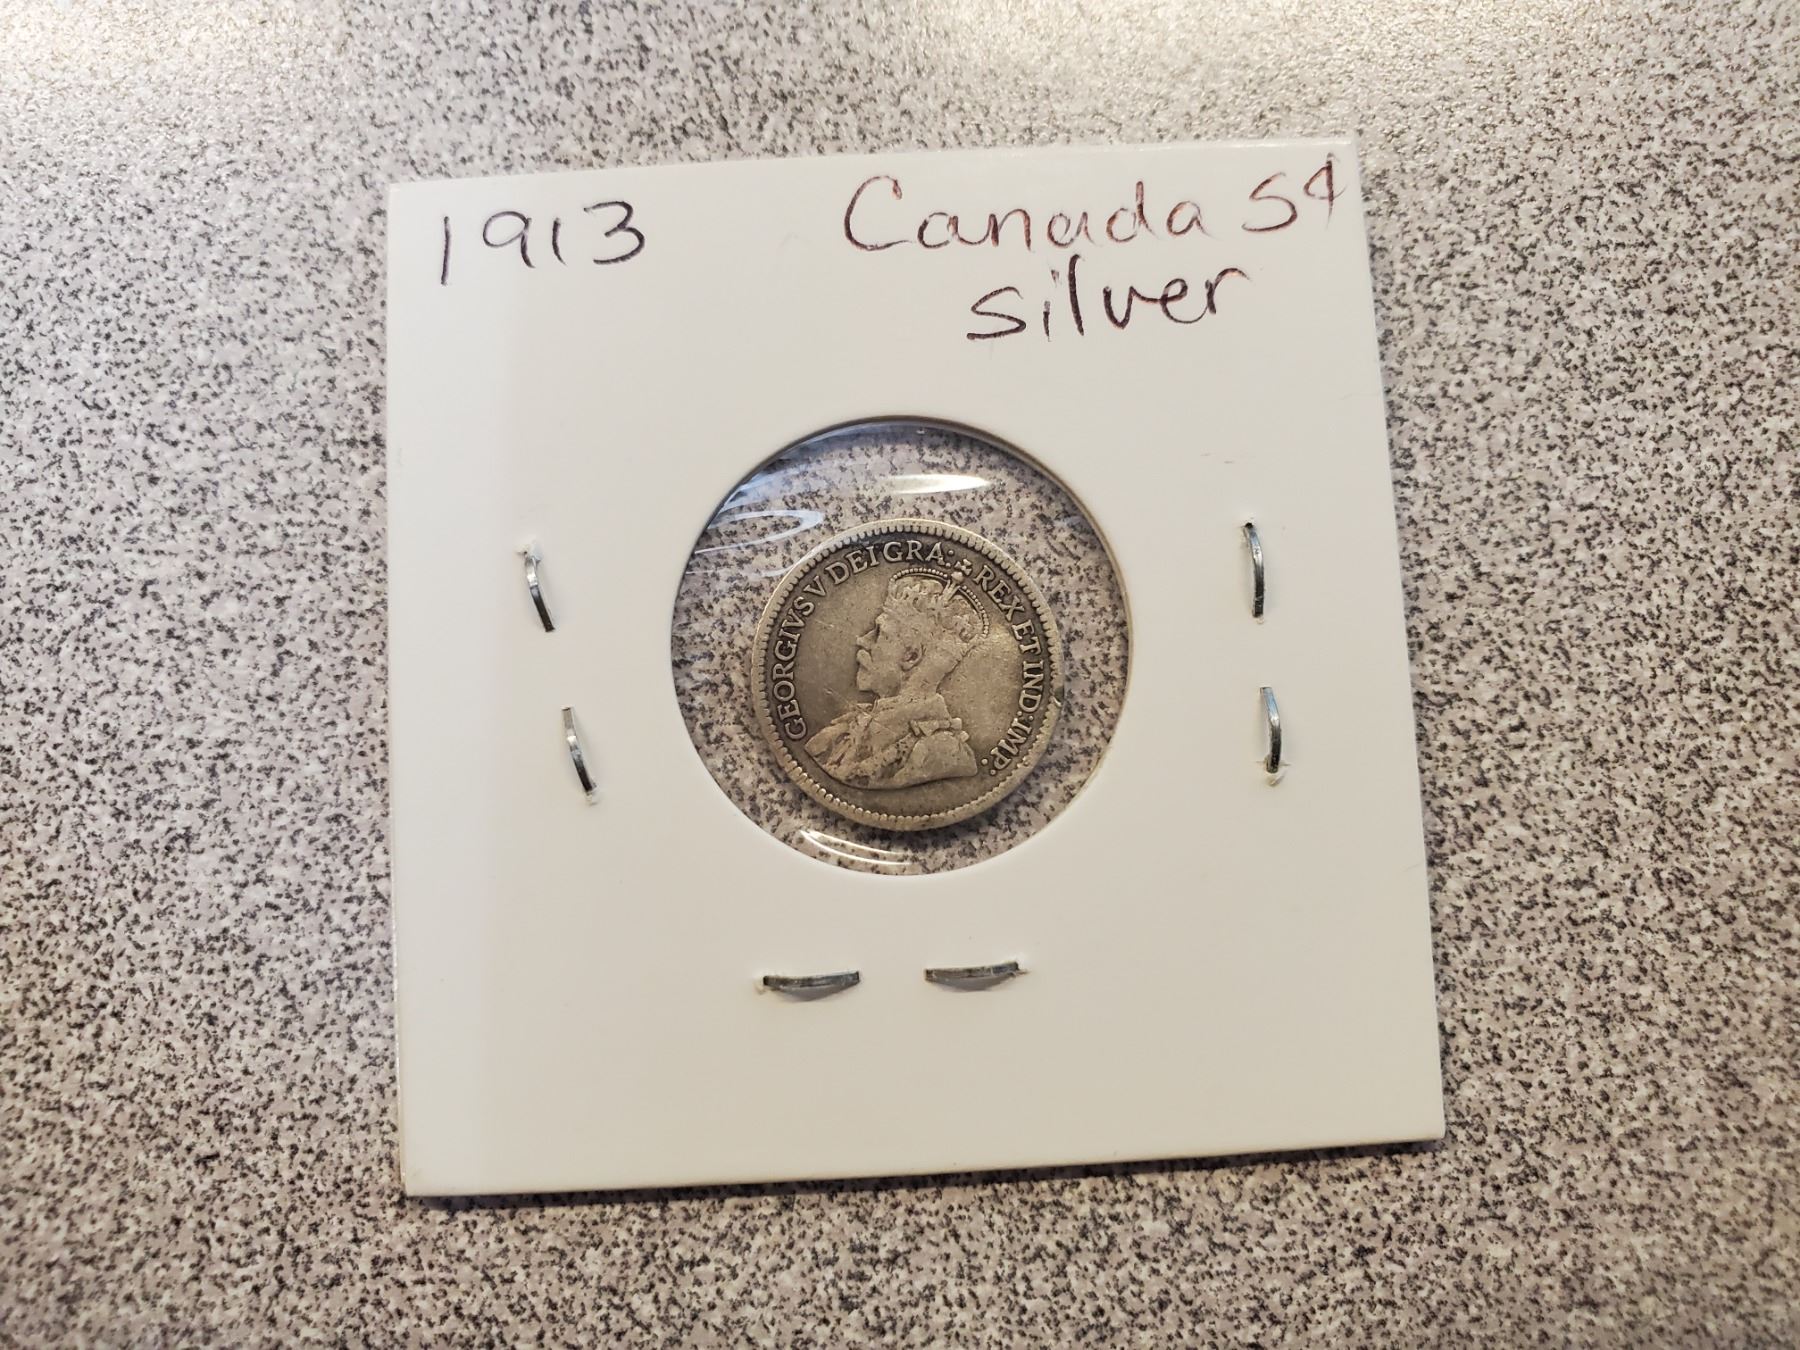 1913 Canada 5¢
silver
GEORGIVS V DEI GRA: REX ET IND: IMP: